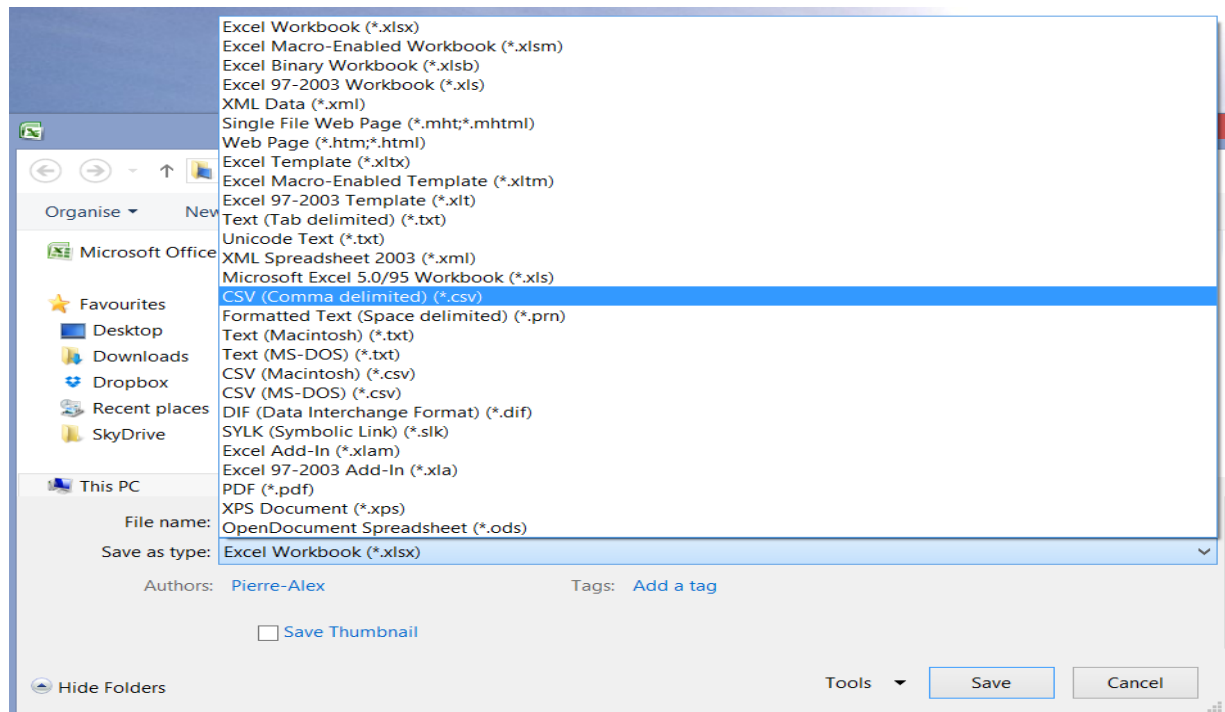 Excel Workbook (*.xlsx)
Excel Macro-Enabled Workbook (*.xlsm)
Excel Binary Workbook (*.xlsb)
Excel 97-2003 Workbook (*.xls)
XML Data (*.xml)
Single File Web Page (*.mht;*.mhtml)
Web Page (*.htm;*.html)
Excel Template (*.xltx)
Excel Macro-Enabled Template (*.xltm)
Excel 97-2003 Template (*.xlt)
Text (Tab delimited) (*.txt)
Unicode Text (*.txt)
XML Spreadsheet 2003 (*.xml)
Microsoft Excel 5.0/95 Workbook (*.xls)
CSV (Comma delimited) (*.csv)
Formatted Text (Space delimited) (*.prn)
Text (Macintosh) (*.txt)
Text (MS-DOS) (*.txt)
CSV (Macintosh) (*.csv)
CSV (MS-DOS) (*.csv)
DIF (Data Interchange Format) (*.dif)
SYLK (Symbolic Link) (*.slk)
Excel Add-In (*.xlam)
Excel 97-2003 Add-In (*.xla)
PDF (*.pdf)
XPS Document (*.xps)
OpenDocument Spreadsheet (*.ods)
Organise New
Microsoft Office
Favourites
Desktop
Downloads
Dropbox
Recent places
SkyDrive
This PC
File name:
Save as type: Excel Workbook (*.xlsx)
Authors: Pierre-Alex Tags: Add a tag
Save Thumbnail
Hide Folders Tools Save Cancel